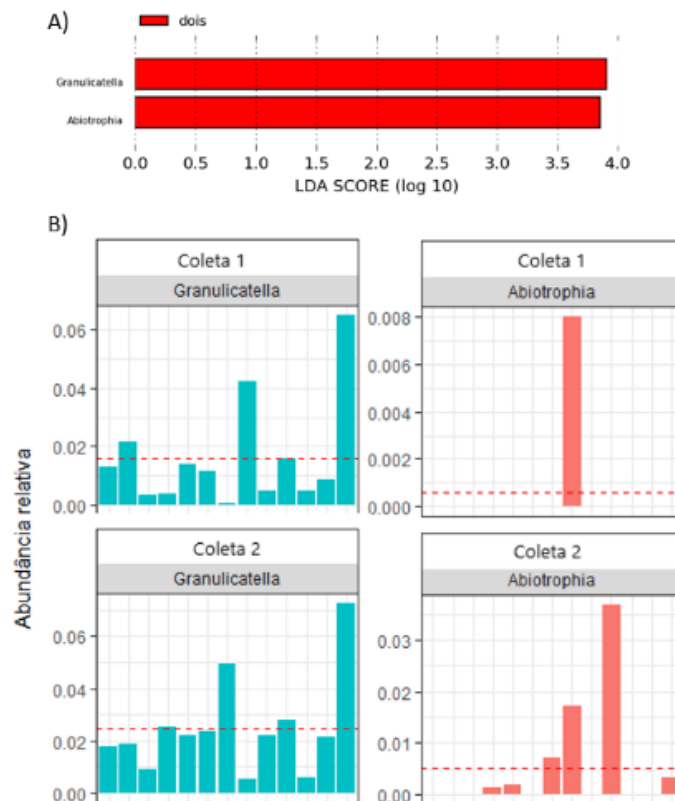 A)
dois
Granulicatella
Abiotrophia
0.0 0.5 1.0 1.5 2.0 2.5 3.0 3.5 4.0
LDA SCORE (log 10)
B)
Abundância relativa
Coleta 1
Granulicatella
0.06
0.04
0.02
0.00
Coleta 1
Abiotrophia
0.008
0.006
0.004
0.002
0.000
Coleta 2
Granulicatella
0.06
0.04
0.02
0.00
Coleta 2
Abiotrophia
0.03
0.02
0.01
0.00